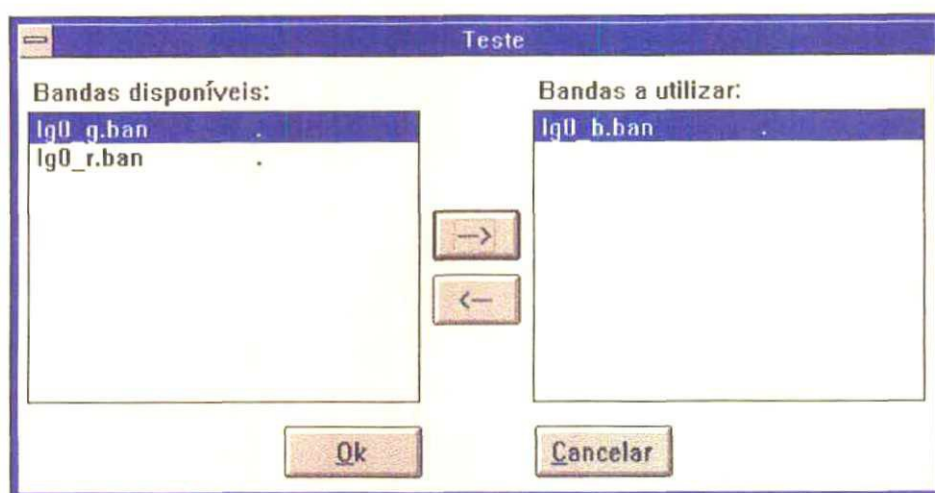 Teste
Bandas disponíveis:
lg0_g.ban .
lg0_r.ban .
Bandas a utilizar:
lg0_b.ban .
-->
<--
Ok
Cancelar